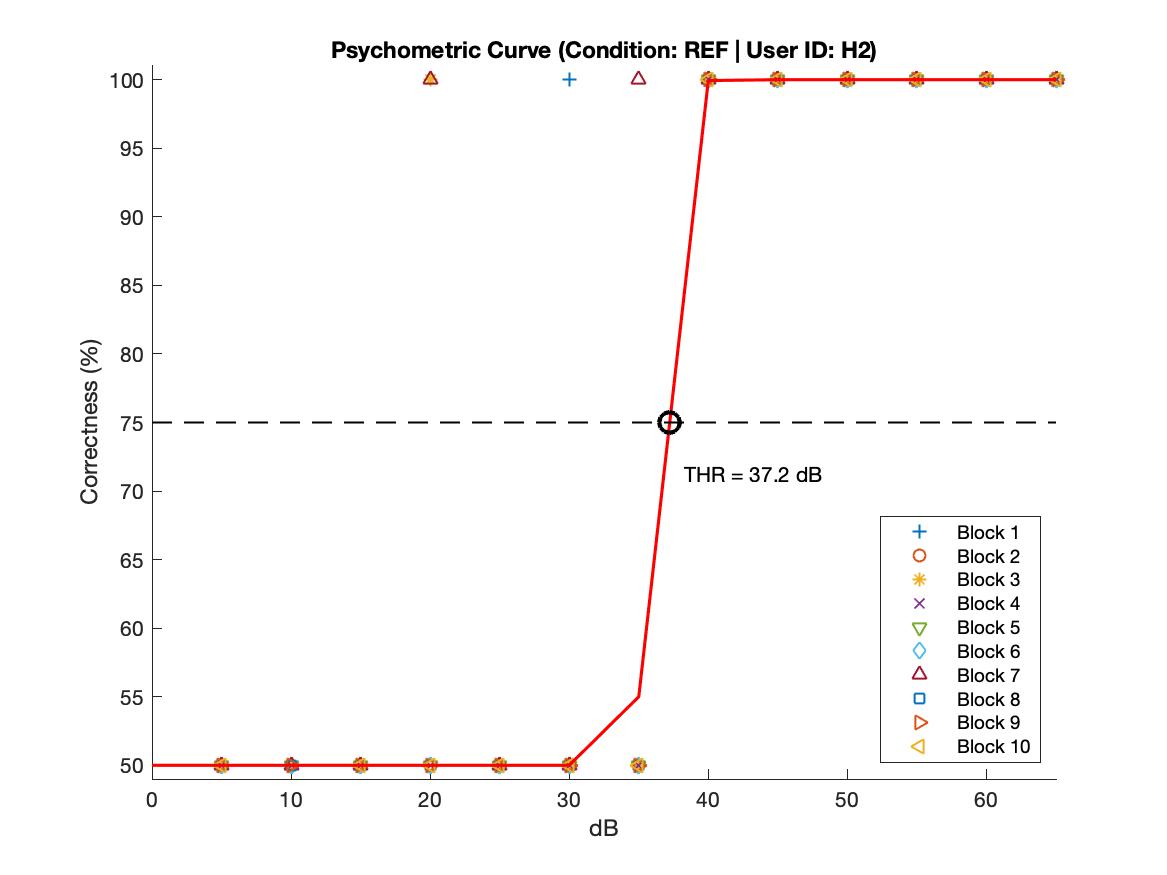 Psychometric Curve (Condition: REF | User ID: H2)
100
95
90
85
80
75
70
65
60
55
50
Correctness (%)
THR = 37.2 dB
Block 1
Block 2
Block 3
Block 4
Block 5
Block 6
Block 7
Block 8
Block 9
Block 10
0 10 20 30 40 50 60
dB